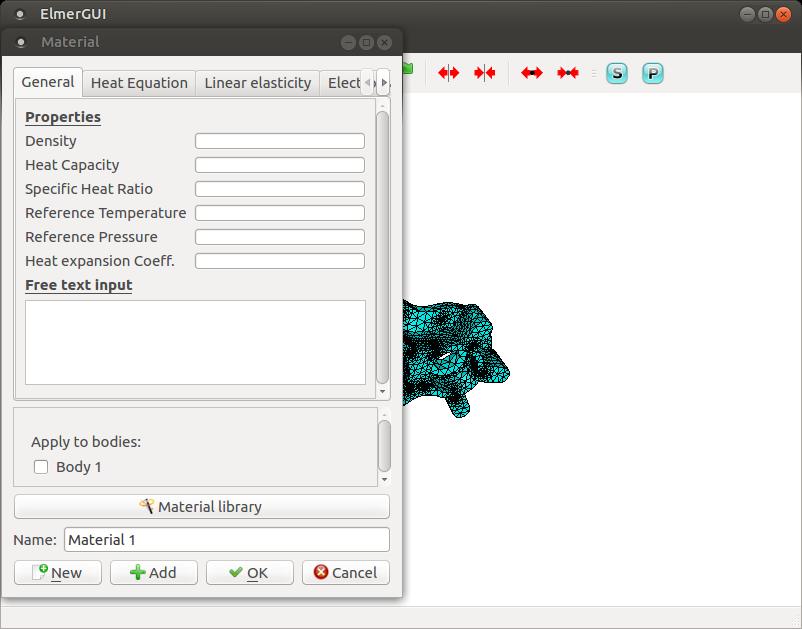 ElmerGUI
Material
General Heat Equation Linear elasticity
S P
Properties
Density
Heat Capacity
Specific Heat Ratio
Reference Temperature
Reference Pressure
Heat expansion Coeff.
Free text input
Apply to bodies:
Body 1
Material library
Name: Material 1
New Add OK Cancel